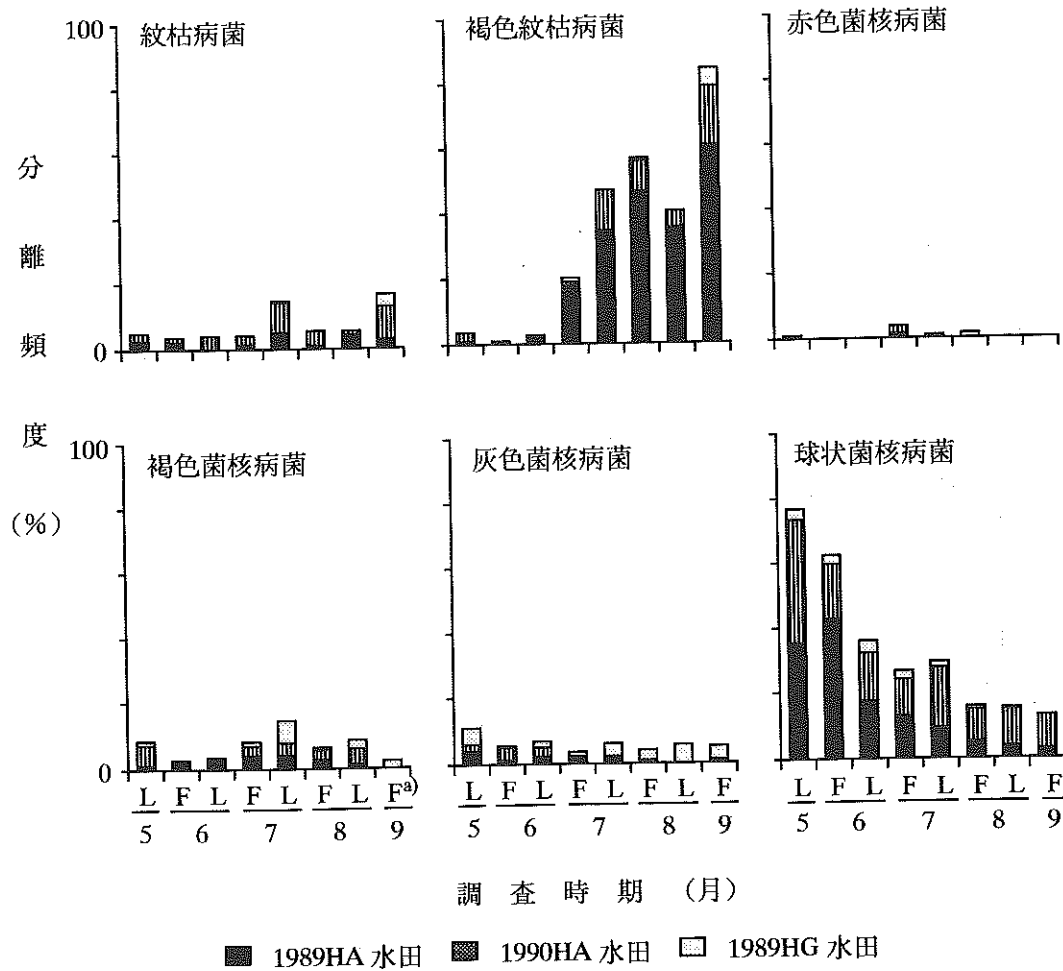 100
紋枯病菌
褐色紋枯病菌
赤色菌核病菌
0
分離頻度(%)
100
褐色菌核病菌
灰色菌核病菌
球状菌核病菌
0
L F L F L F L F a)
5 6 7 8 9
L F L F L F L F
5 6 7 8 9
L F L F L F L F
5 6 7 8 9
調査時期 (月)
1989HA 水田 1990HA 水田 1989HG 水田